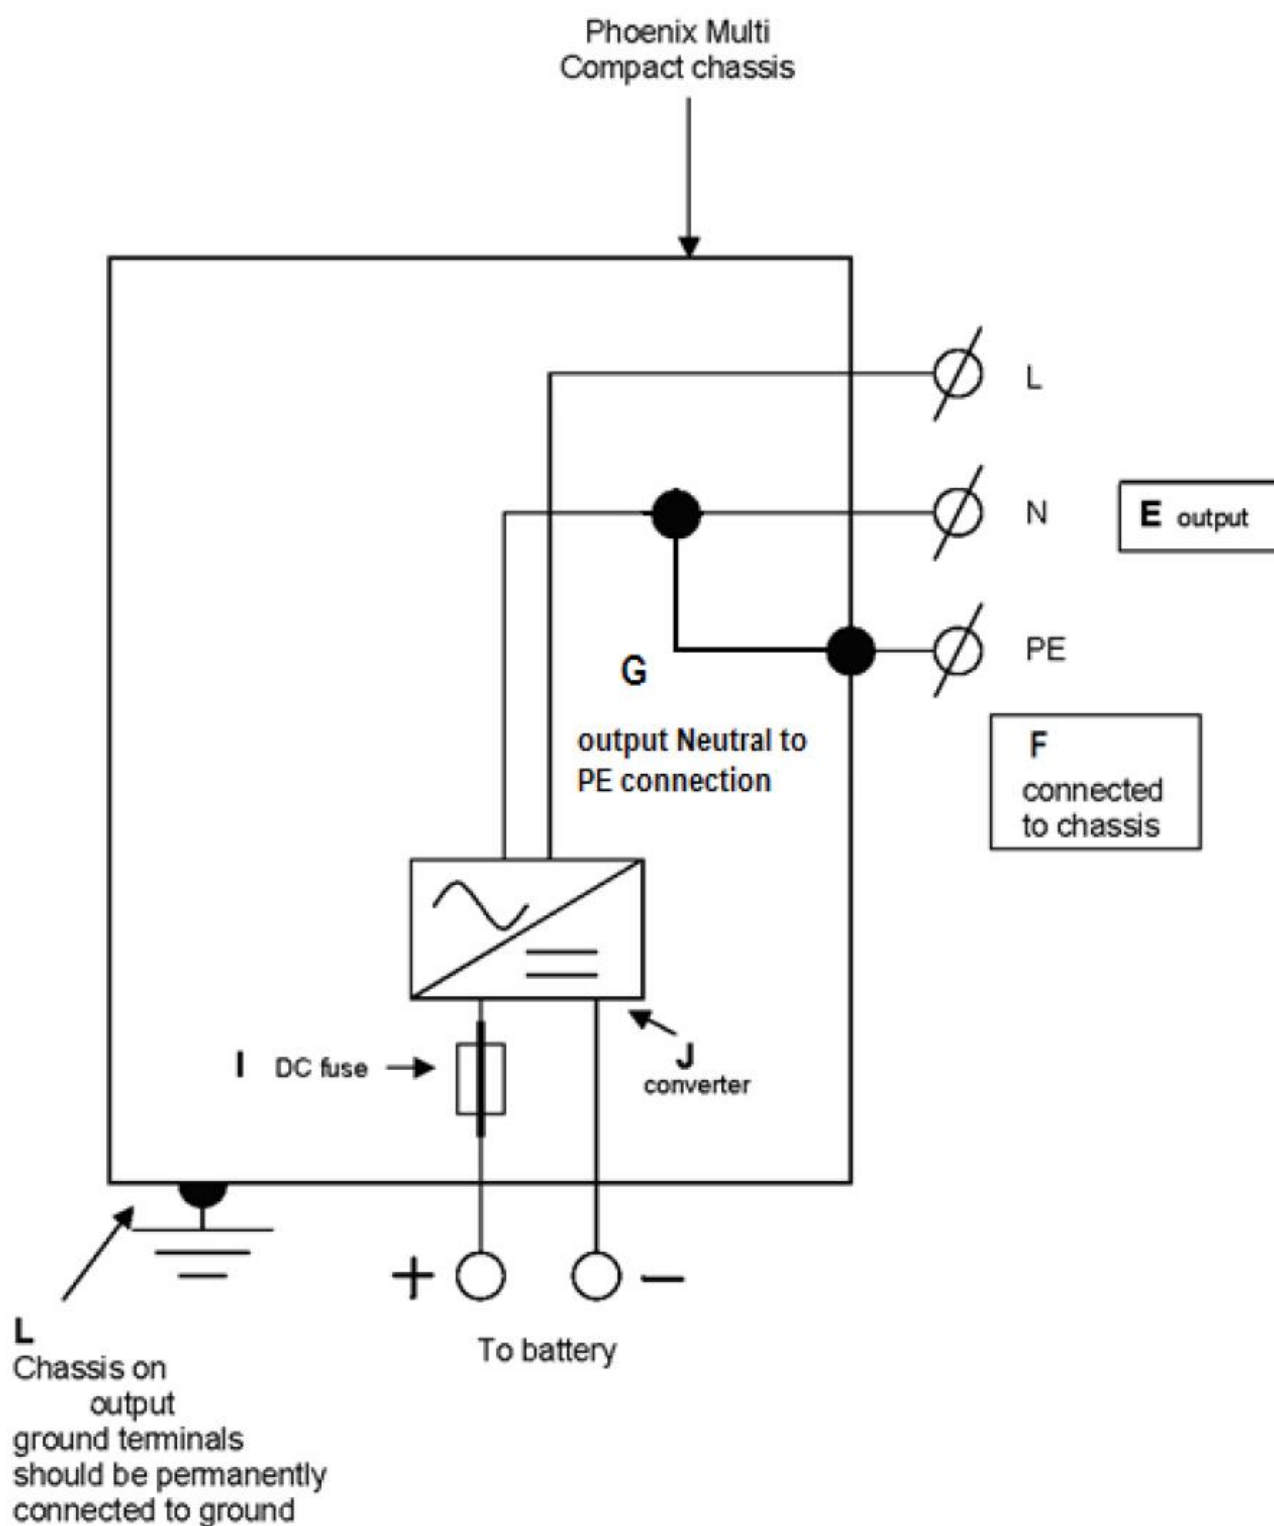 Phoenix Multi
Compact chassis
L
N
E output
PE
G
F
connected
to chassis
output Neutral to
PE connection
I DC fuse
J
converter
+ −
To battery
L
Chassis on
output
ground terminals
should be permanently
connected to ground